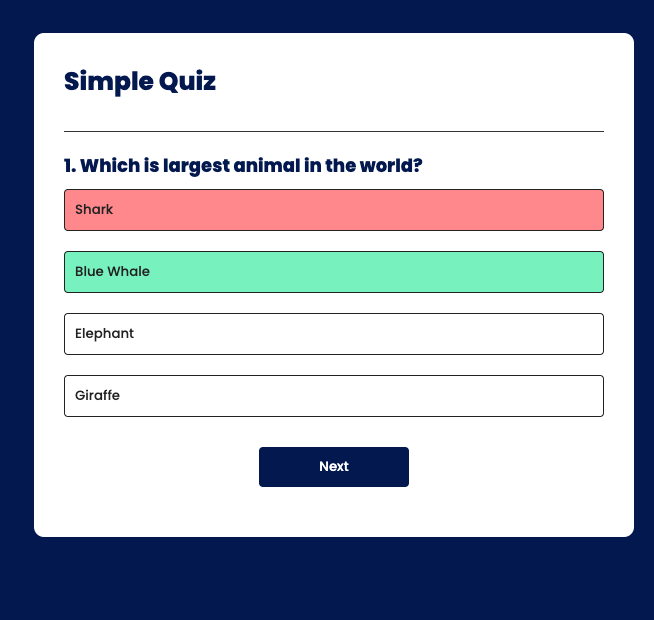 Simple Quiz
1. Which is largest animal in the world?
Shark
Blue Whale
Elephant
Giraffe
Next